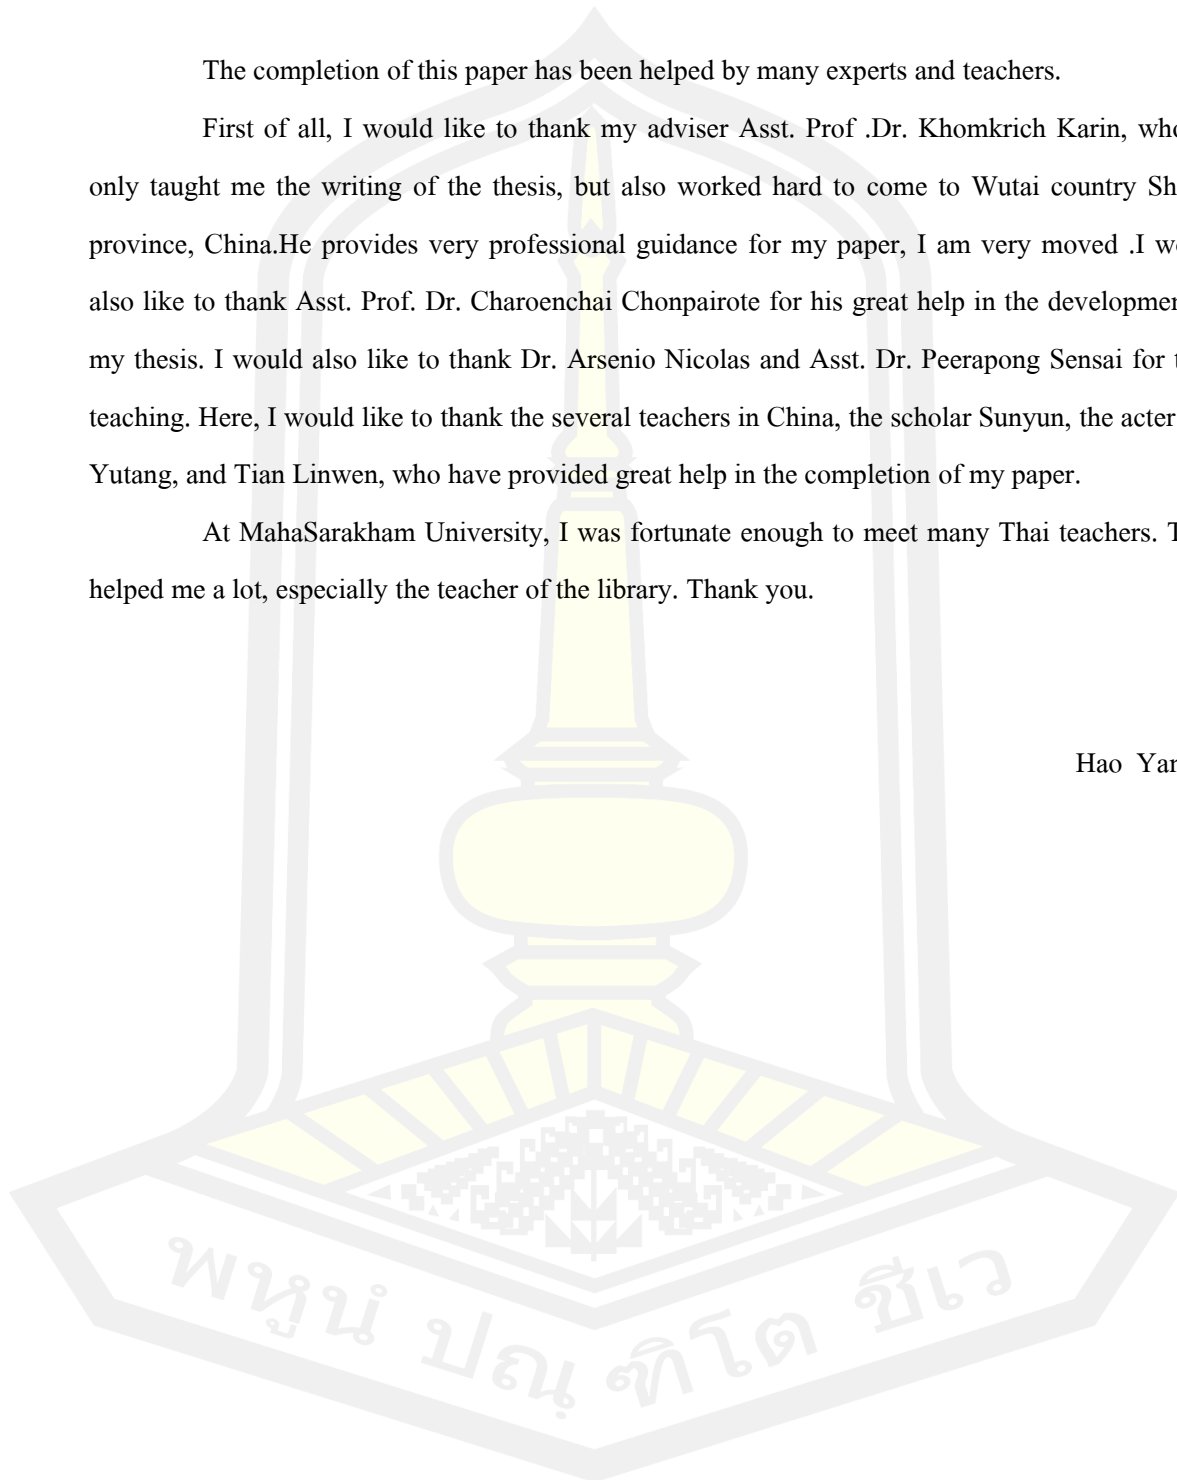 The completion of this paper has been helped by many experts and teachers.
First of all, I would like to thank my adviser Asst. Prof .Dr. Khomkrich Karin, who
only taught me the writing of the thesis, but also worked hard to come to Wutai country
province, China.He provides very professional guidance for my paper, I am very moved .I
also like to thank Asst. Prof. Dr. Charoenchai Chonpairote for his great help in the
my thesis. I would also like to thank Dr. Arsenio Nicolas and Asst. Dr. Peerapong Sensai for
teaching. Here, I would like to thank the several teachers in China, the scholar Sunyun, the acter
Yutang, and Tian Linwen, who have provided great help in the completion of my paper.
At MahaSarakham University, I was fortunate enough to meet many Thai teachers.
helped me a lot, especially the teacher of the library. Thank you.
Hao
พหูนํ ปณฺฑิโต ชีเว